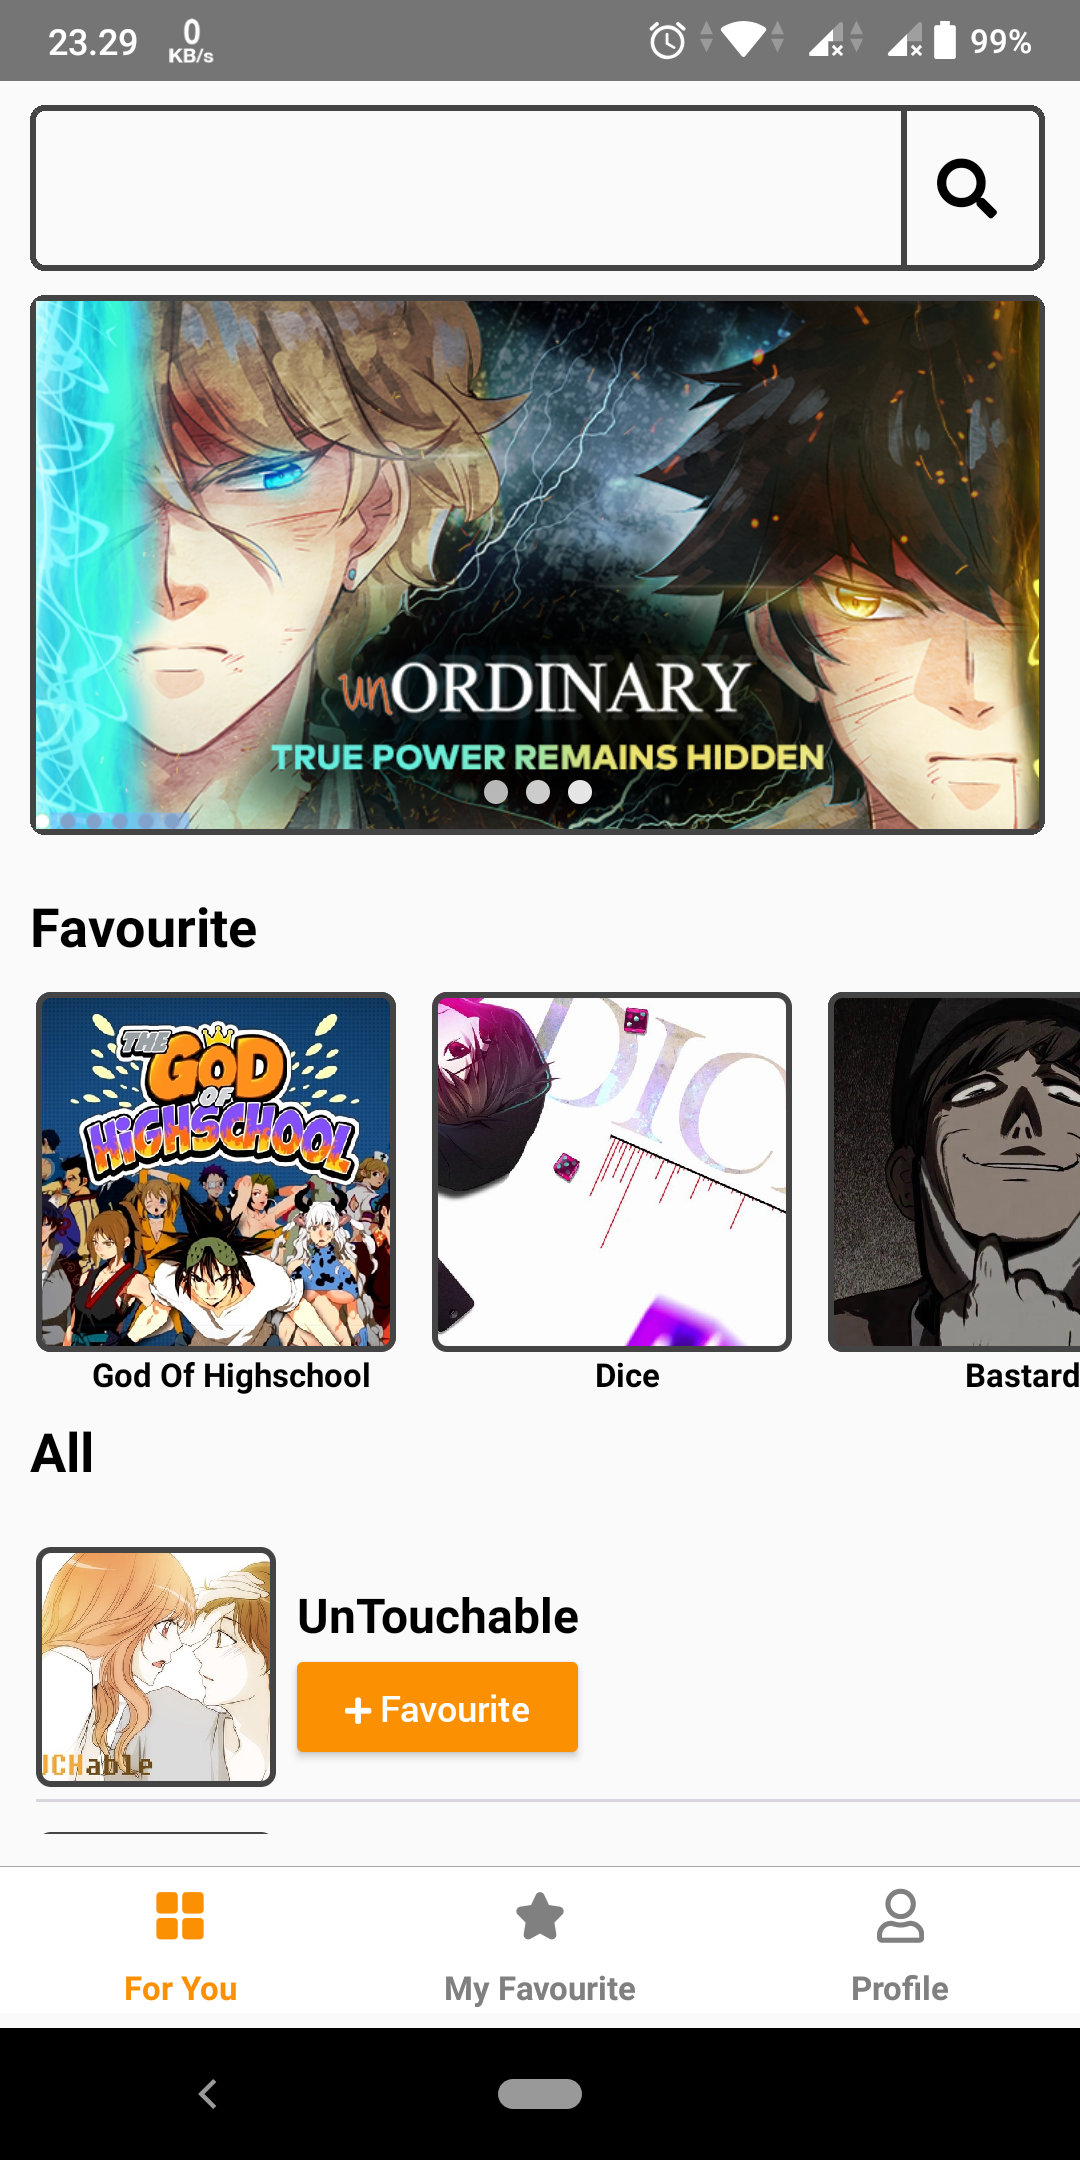 23.29
0
KB/s
99%
unORDINARY
TRUE POWER REMAINS HIDDEN
Favourite
THE
GOD
OF
HIGHSCHOOL
DIC
God Of Highschool
Dice
Bastard
All
UCHable
UnTouchable
+ Favourite
For You
My Favourite
Profile